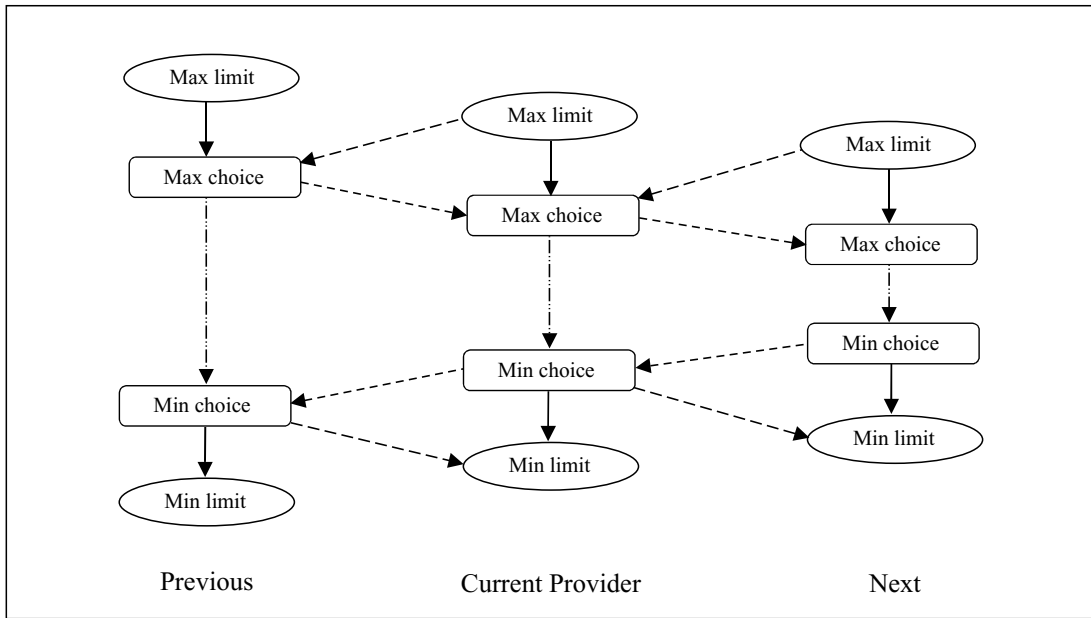 Max limit
Max limit
Max limit
Max choice
Max choice
Max choice
Min choice
Min choice
Min choice
Min limit
Min limit
Min limit
Previous
Current Provider
Next